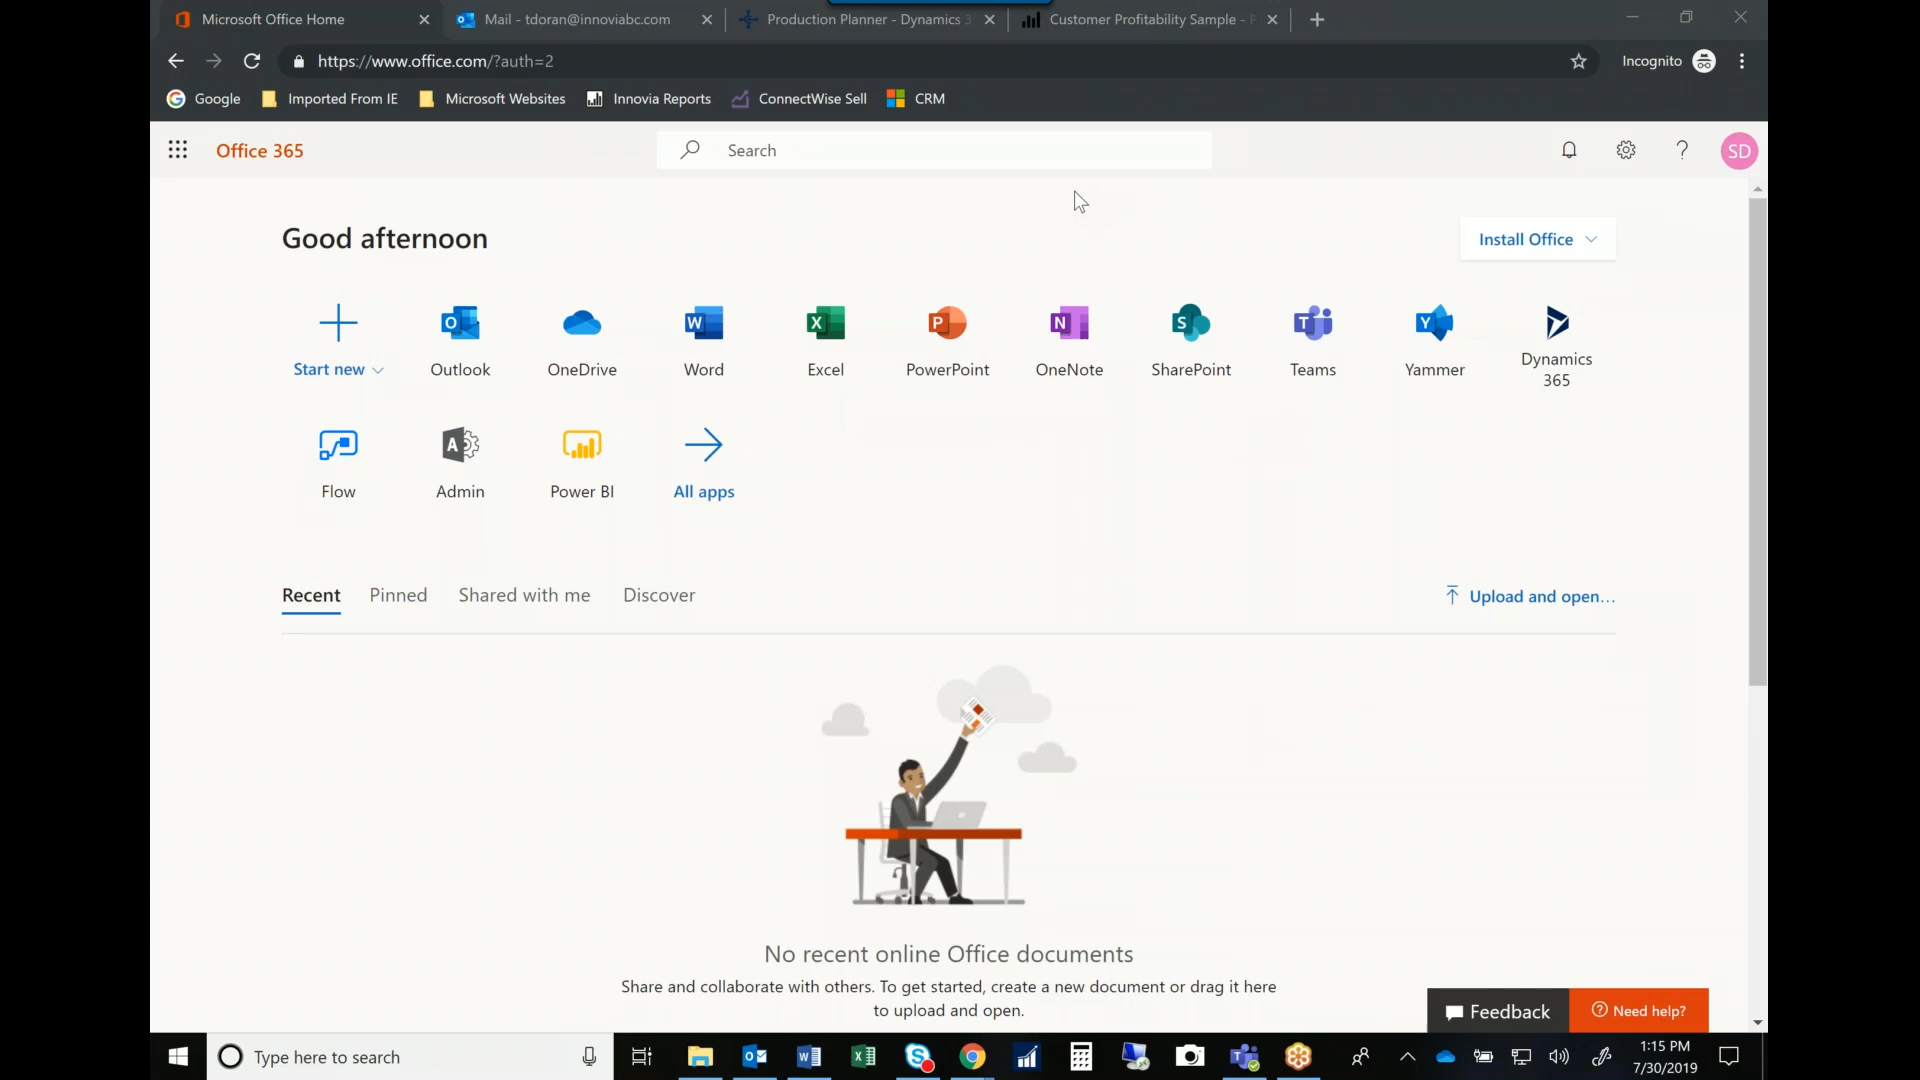 Microsoft Office Home
Mail - tdoran@innoviabc.com
Production Planner - Dynamics 3
Customer Profitability Sample - P
https://www.office.com/?auth=2
Incognito
Google
Imported From IE
Microsoft Websites
Innovia Reports
ConnectWise Sell
CRM
Office 365
Search
SD
Good afternoon
Install Office
Start new
Outlook
OneDrive
Word
Excel
PowerPoint
OneNote
SharePoint
Teams
Yammer
Dynamics
365
Flow
Admin
Power BI
All apps
Recent
Pinned
Shared with me
Discover
Upload and open...
No recent online Office documents
Share and collaborate with others. To get started, create a new document or drag it here
to upload and open.
Feedback
Need help?
Type here to search
1:15 PM
7/30/2019